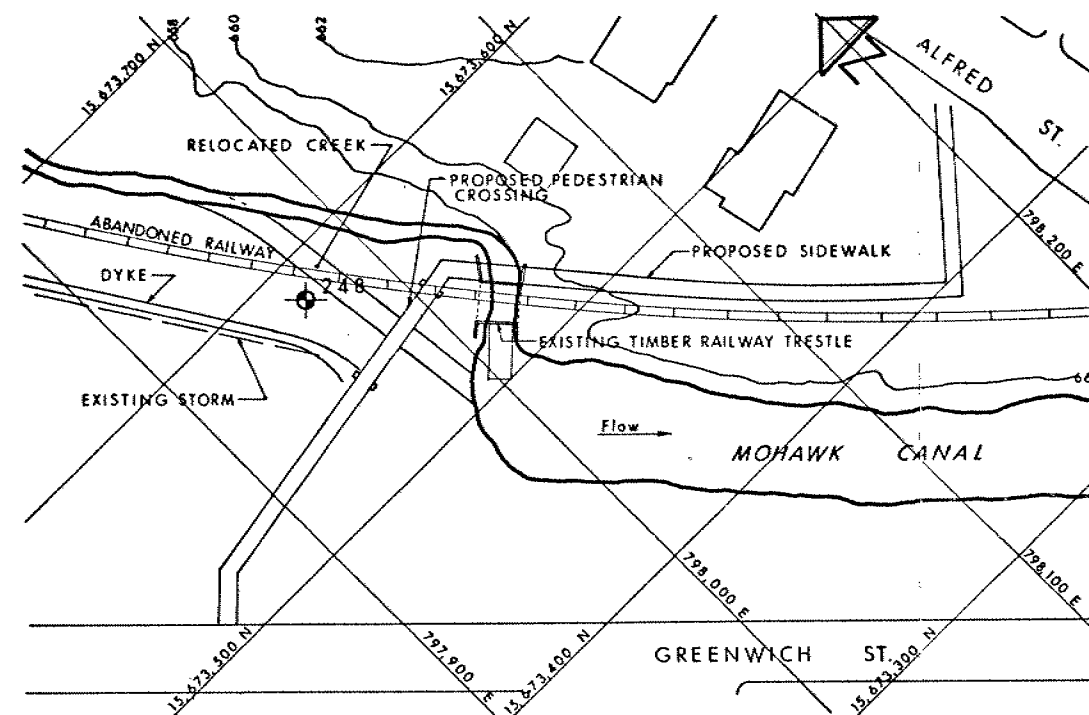 658
660
662
15,673,700 N
15,673,600 N
N
ALFRED ST.
RELOCATED CREEK
PROPOSED PEDESTRIAN
CROSSING
ABANDONED RAILWAY
PROPOSED SIDEWALK
798,200 E
DYKE
248
EXISTING TIMBER RAILWAY TRESTLE
EXISTING STORM
Flow
MOHAWK CANAL
798,000 E
798,100 E
15,673,500 N
797,900 E
15,673,400 N
GREENWICH ST.
15,673,300 N